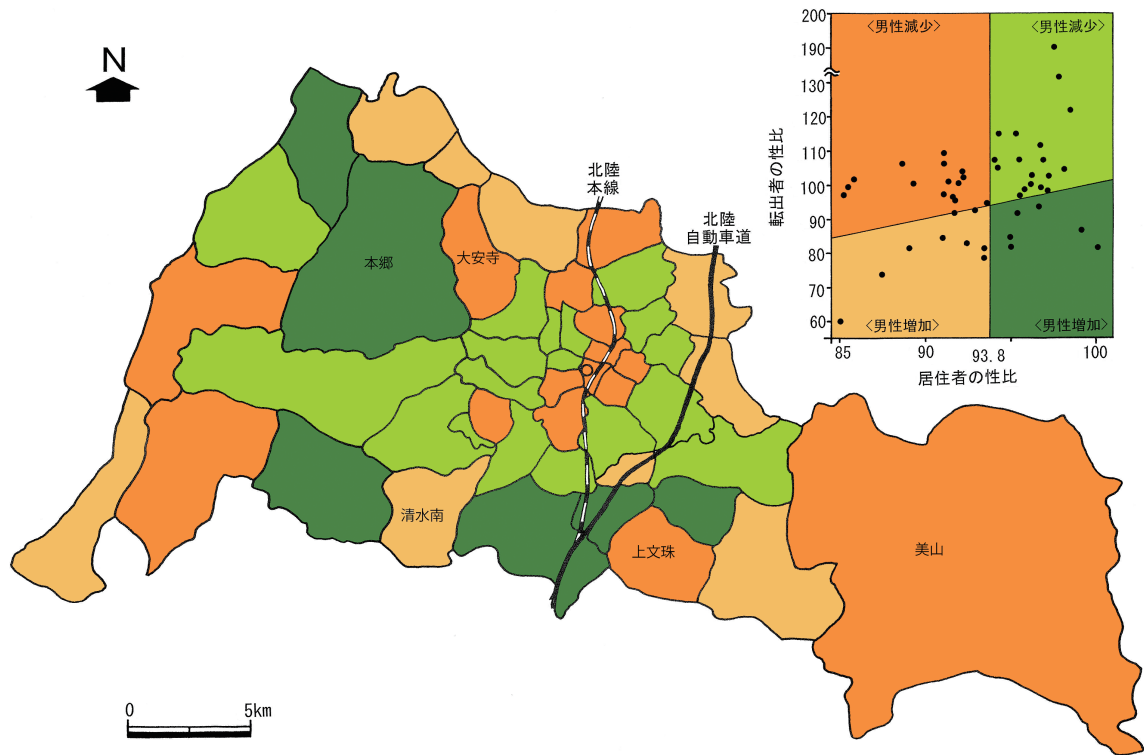 N
北陸
本線
北陸
自動車道
本郷
大安寺
清水南
上文珠
美山
0 5km
転出者の性比
200
190
130
120
110
100
90
80
70
60
〈男性減少〉 〈男性減少〉
〈男性増加〉 〈男性増加〉
85 90 93.8 100
居住者の性比